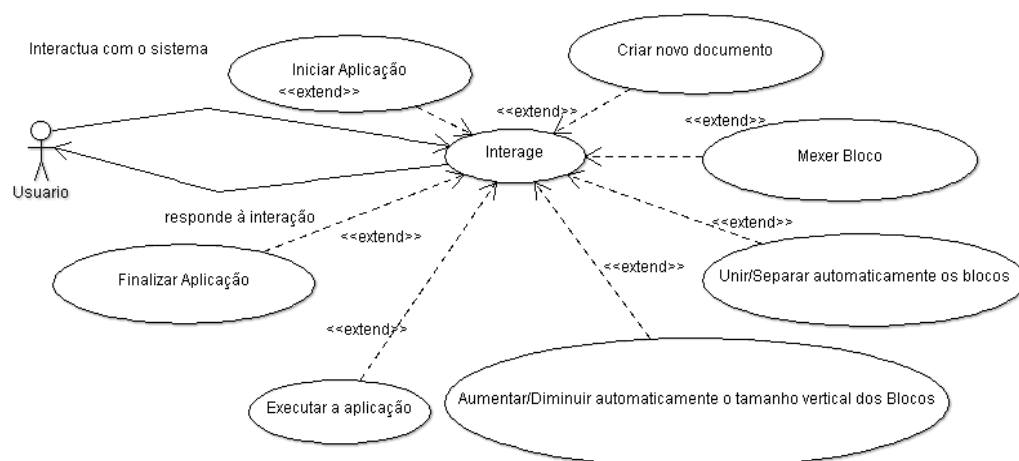 Interactua com o sistema
Criar novo documento
Iniciar Aplicação
<<extend>>
<<extend>>
<<extend>>
Interage
Mexer Bloco
Usuario
responde à interação
<<extend>>
<<extend>>
<<extend>>
Finalizar Aplicação
Unir/Separar automaticamente os blocos
<<extend>>
Executar a aplicação
Aumentar/Diminuir automaticamente o tamanho vertical dos Blocos